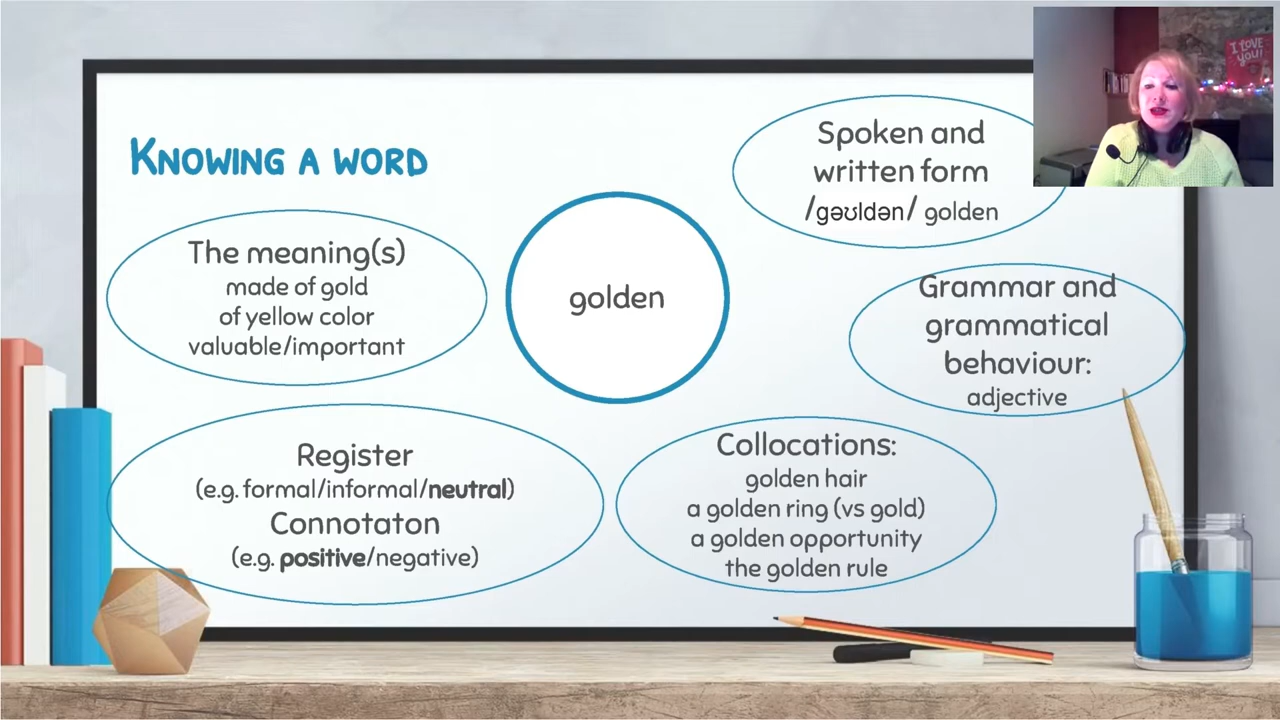 KNOWING A WORD
The meaning(s)
made of gold
of yellow color
valuable/important
golden
Spoken and
written form
/gəʊldən/ golden
Grammar and
grammatical
behaviour:
adjective
Register
(e.g. formal/informal/neutral)
Connotaton
(e.g. positive/negative)
Collocations:
golden hair
a golden ring (vs gold)
a golden opportunity
the golden rule
I LOVE
YOU!